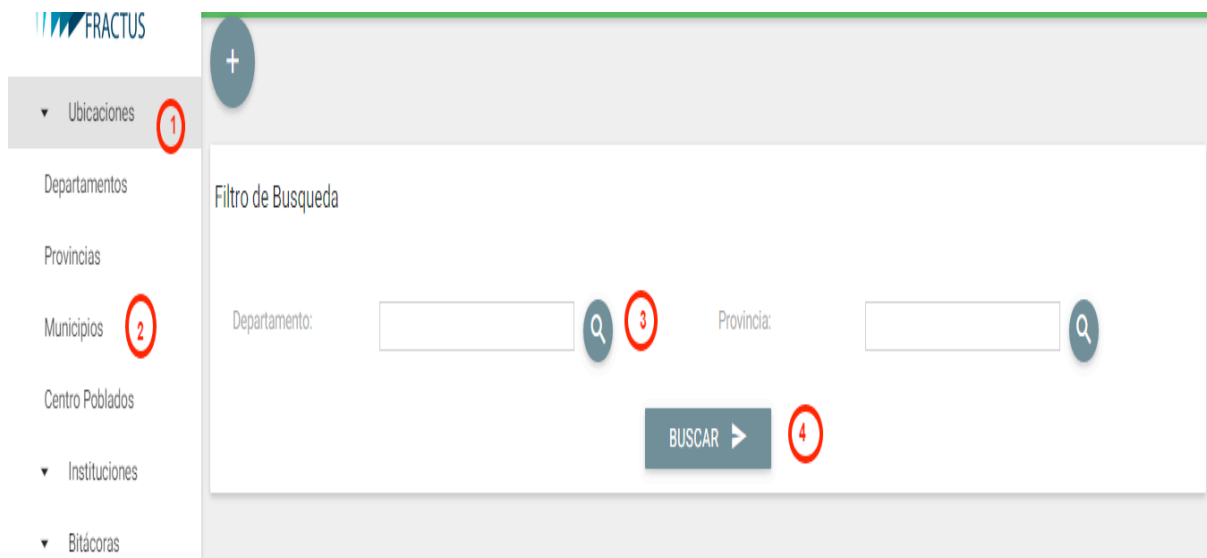 FRACTUS
+
Ubicaciones 1
Departamentos
Provincias
Municipios 2
Centro Poblados
Instituciones
Bitácoras
Filtro de Busqueda
Departamento: 3 Provincia:
BUSCAR 4